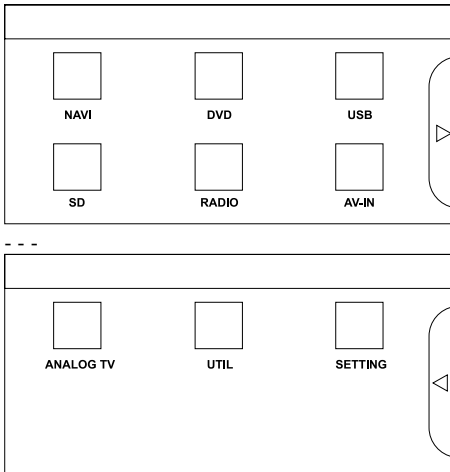 NAVI DVD USB
SD RADIO AV-IN
- - -
ANALOG TV UTIL SETTING